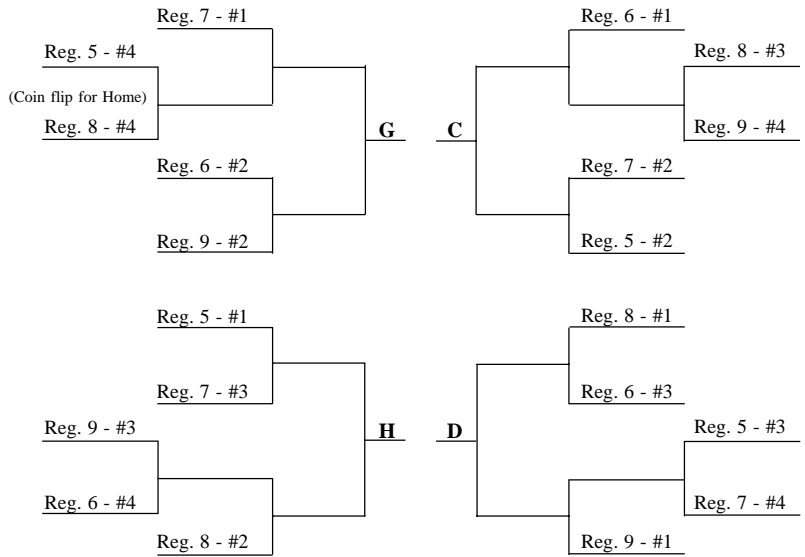 Reg. 7 - #1
Reg. 5 - #4
(Coin flip for Home)
Reg. 8 - #4
G
Reg. 6 - #2
Reg. 9 - #2
Reg. 6 - #1
Reg. 8 - #3
Reg. 9 - #4
C
Reg. 7 - #2
Reg. 5 - #2
Reg. 5 - #1
Reg. 7 - #3
H
Reg. 9 - #3
Reg. 6 - #4
Reg. 8 - #2
Reg. 8 - #1
Reg. 6 - #3
D
Reg. 5 - #3
Reg. 7 - #4
Reg. 9 - #1